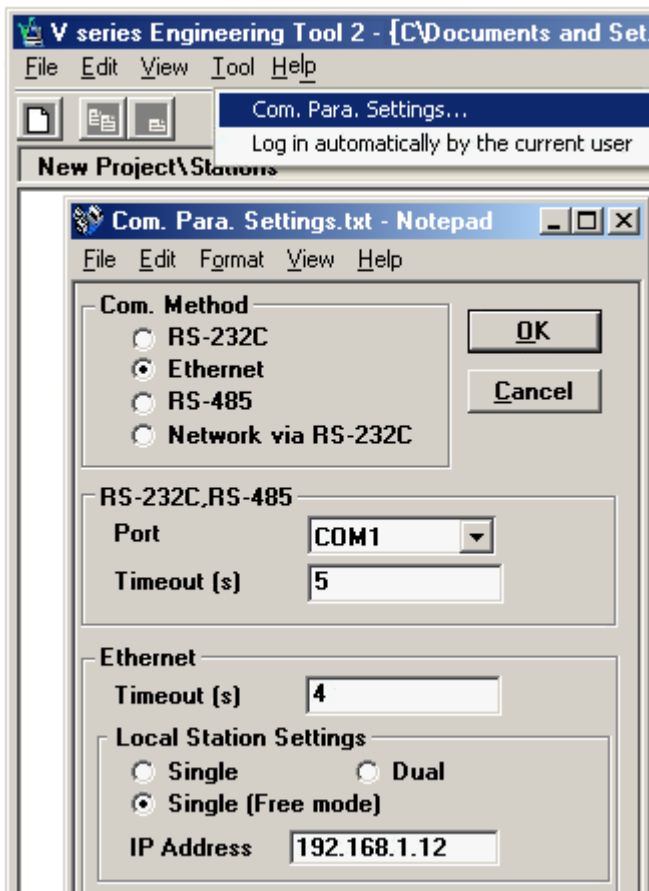 V series Engineering Tool 2 - [C\Documents and Set.
File Edit View Tool Help
Com. Para. Settings...
Log in automatically by the current user
New Project\Stations
Com. Para. Settings.txt - Notepad
File Edit Format View Help
Com. Method
RS-232C
OK
Ethernet
Cancel
RS-485
Network via RS-232C
RS-232C,RS-485
Port COM1
Timeout (s) 5
Ethernet
Timeout (s) 4
Local Station Settings
Single Dual
Single (Free mode)
IP Address 192.168.1.12